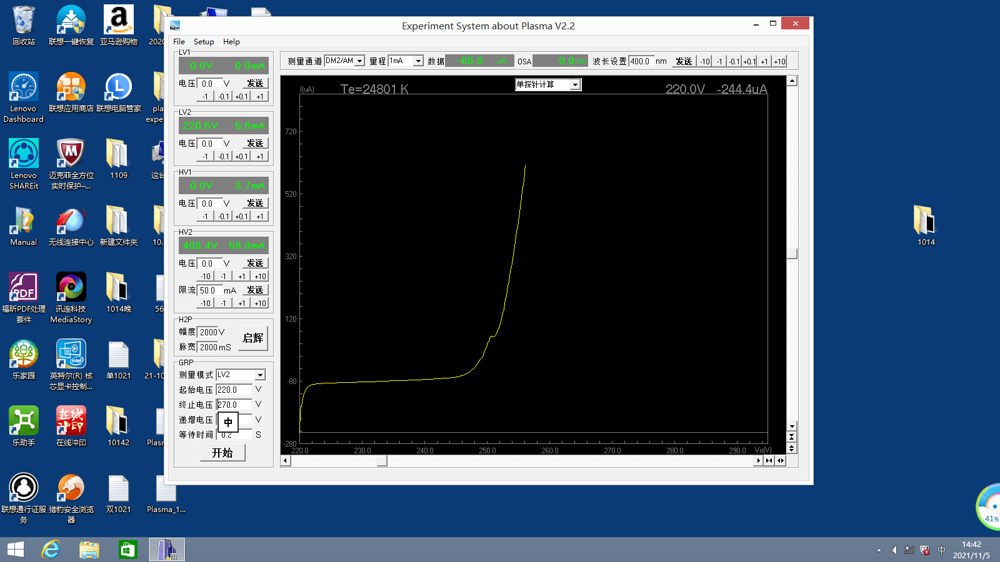 Experiment System about Plasma V2.2
File Setup Help
LV1
0.0V 0.0mA
电压 0.0 V 发送
-1 -0.1 +0.1 +1
LV2
220.5V 5.6mA
电压 0.0 V 发送
-1 -0.1 +0.1 +1
HV1
0.0V 3.7mA
电压 0.0 V 发送
-1 -0.1 +0.1 +1
HV2
408.4V 58.0mA
电压 0.0 V 发送
-10 -1 +1 +10
限流 50.0 mA 发送
-10 -1 +1 +10
H2P
幅度 2000 V
脉宽 2000 mS
启辉
GRP
测量模式 LV2
起始电压 220.0 V
终止电压 270.0 V
递增电压 V
中
等待时间 0.2 S
开始
测量通道 DM2/AM 量程 1mA 数据 -65.8 uA OSA 0.0nm 波长设置 400.0 nm 发送 -10 -1 -0.1 +0.1 +1 +10
I(uA) Te=24801 K 单探针计算 220.0V -244.4uA
720
520
320
120
-80
-280
220.0 230.0 240.0 250.0 260.0 270.0 280.0 290.0 Vo(V)
回收站
联想一键恢复
亚马逊购物
2020
Lenovo
Dashboard
联想应用商店
联想电脑管家
pla
expe
Lenovo
SHAREit
迈克菲全方位
实时保护–...
1109
这台
Manual
无线连接中心
新建文件夹
10.
福昕PDF处理
套件
讯连科技
MediaStory
1014晚
56
乐家园
英特尔(R) 核
芯显卡控制...
单1021
21-10
乐助手
在线冲印
10142
Plasm
联想通行证服
务
猎豹安全浏览
器
双1021
Plasma_1...
1014
41%
中
14:42
2021/11/5